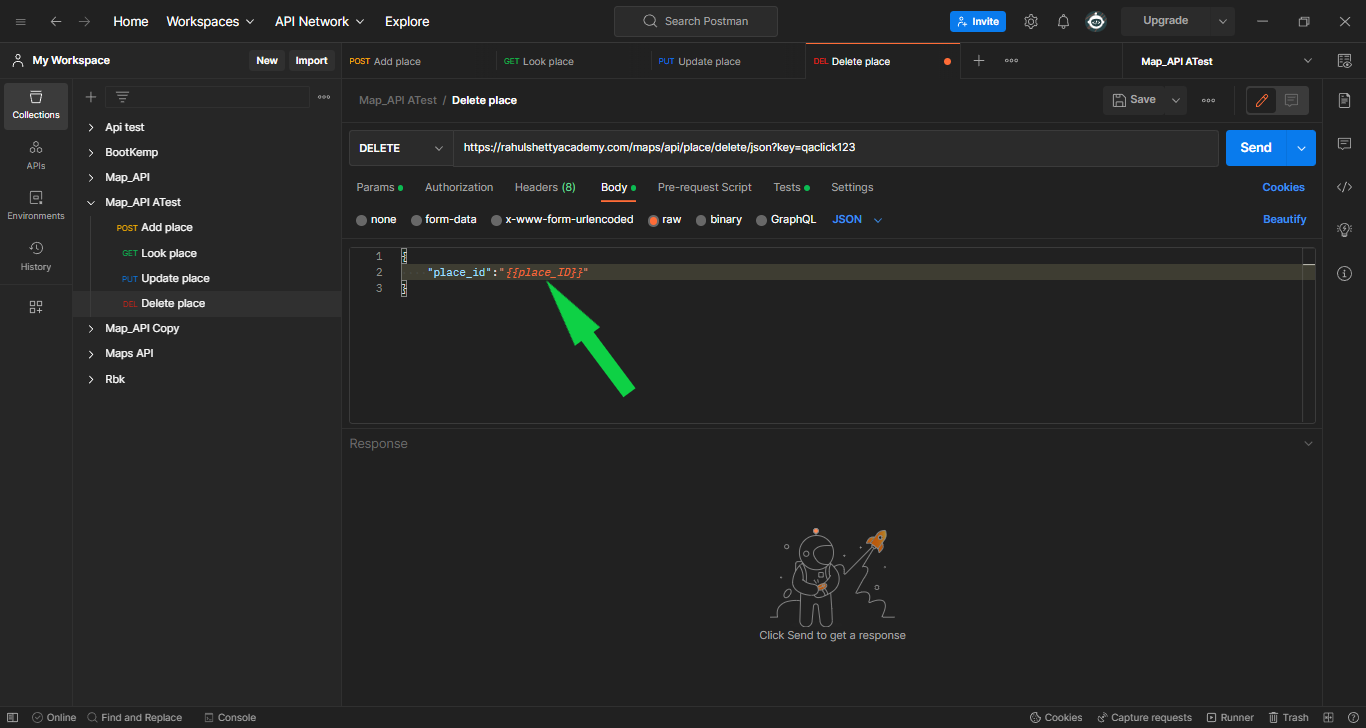 Home Workspaces API Network Explore Search Postman Invite Upgrade
My Workspace New Import POST Add place GET Look place PUT Update place DEL Delete place Map_API ATest
Collections
APIs
Environments
History
Api test
BootKemp
Map_API
Map_API ATest
POST Add place
GET Look place
PUT Update place
DEL Delete place
Map_API Copy
Maps API
Rbk
Map_API ATest / Delete place Save
DELETE https://rahulshettyacademy.com/maps/api/place/delete/json?key=qaclick123 Send
Params Authorization Headers (8) Body Pre-request Script Tests Settings Cookies
none form-data x-www-form-urlencoded raw binary GraphQL JSON Beautify
1 {
2 "place_id":"{{place_ID}}"
3 }
Response
Click Send to get a response
Online Find and Replace Console Cookies Capture requests Runner Trash